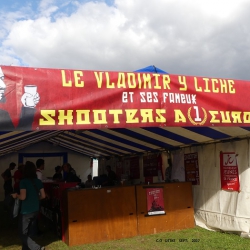 LE VLADIMIR Y LICHE
ET SES FAMEUX
SHOOTERS A 1 EURO